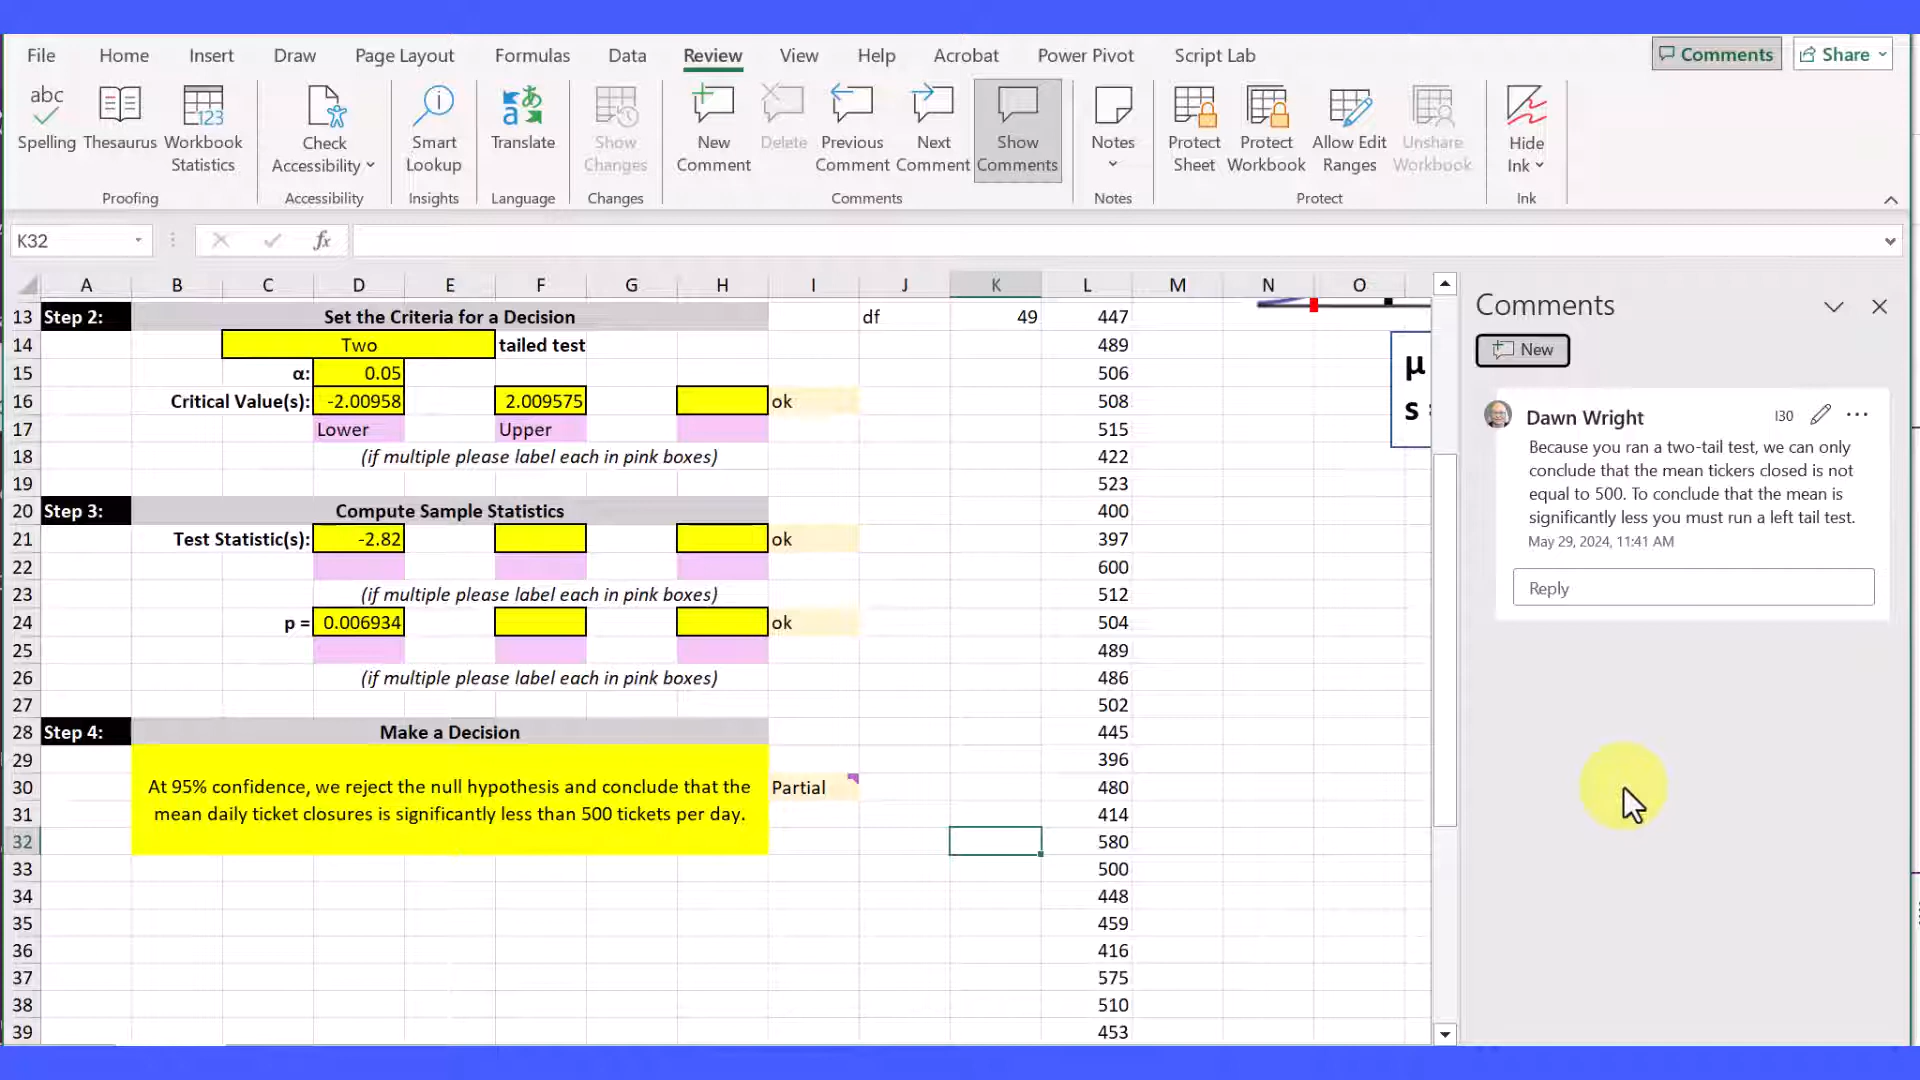 File Home Insert Draw Page Layout Formulas Data Review View Help Acrobat Power Pivot Script Lab Comments Share
abc
123
Spelling Thesaurus Workbook Statistics Check Accessibility Smart Lookup Translate Show Changes New Comment Delete Previous Comment Next Comment Show Comments Notes Protect Sheet Protect Workbook Allow Edit Ranges Unshare Workbook Hide Ink
Proofing Accessibility Insights Language Changes Comments Notes Protect Ink
K32 fx
A B C D E F G H I J K L M N O
13 Step 2: Set the Criteria for a Decision df 49 447
14 Two tailed test 489
15 α: 0.05 506
16 Critical Value(s): -2.00958 2.009575 ok 508
17 Lower Upper 515
18 (if multiple please label each in pink boxes) 422
19 523
20 Step 3: Compute Sample Statistics 400
21 Test Statistic(s): -2.82 ok 397
22 600
23 (if multiple please label each in pink boxes) 512
24 p = 0.006934 ok 504
25 489
26 (if multiple please label each in pink boxes) 486
27 502
28 Step 4: Make a Decision 445
29 396
30 At 95% confidence, we reject the null hypothesis and conclude that the Partial 480
31 mean daily ticket closures is significantly less than 500 tickets per day. 414
32 580
33 500
34 448
35 459
36 416
37 575
38 510
39 453
μ
s
Comments
New
Dawn Wright I30
Because you ran a two-tail test, we can only
conclude that the mean tickers closed is not
equal to 500. To conclude that the mean is
significantly less you must run a left tail test.
May 29, 2024, 11:41 AM
Reply